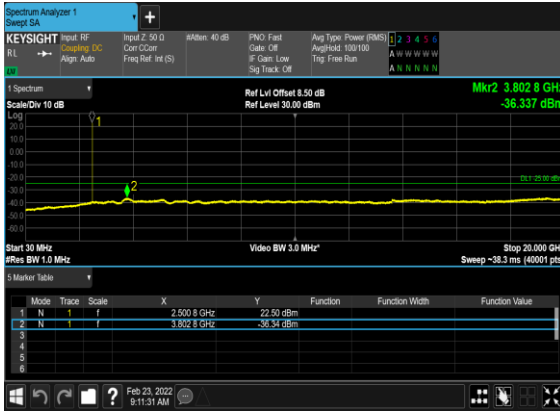 Spectrum Analyzer 1
Swept SA
+
KEYSIGHT
RL
Input: RF
Coupling: DC
Align: Auto
Input Z: 50 Ω
Corr CCorr
Freq Ref: Int (S)
#Atten: 40 dB
PNO: Fast
Gate: Off
IF Gain: Low
Sig Track: Off
Avg Type: Power (RMS)
Avg|Hold: 100/100
Trig: Free Run
1 2 3 4 5 6
A W W W W W
A N N N N N
1 Spectrum
Scale/Div 10 dB
Ref Lvl Offset 8.50 dB
Ref Level 30.00 dBm
Mkr2 3.802 8 GHz
-36.337 dBm
Log
20.0
10.0
0.00
-10.0
-20.0
-30.0
-40.0
-50.0
-60.0
1
2
DL1 -25.00 dBm
Start 30 MHz
#Res BW 1.0 MHz
Video BW 3.0 MHz*
Stop 20.000 GHz
Sweep ~38.3 ms (40001 pts)
5 Marker Table
Mode Trace Scale X Y Function Function Width Function Value
1 N 1 f 2.500 8 GHz 22.50 dBm
2 N 1 f 3.802 8 GHz -36.34 dBm
3
4
5
6
?
Feb 23, 2022
9:11:31 AM